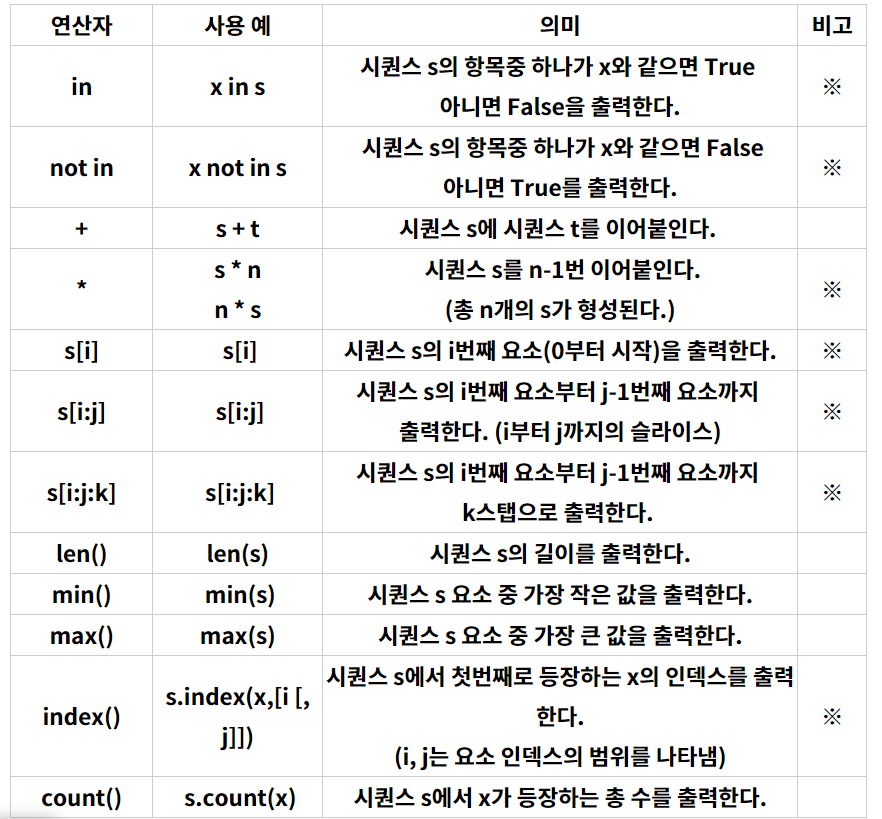 연산자 사용 예 의미 비고
in x in s 시퀀스 s의 항목중 하나가 x와 같으면 True
아니면 False을 출력한다. ※
not in x not in s 시퀀스 s의 항목중 하나가 x와 같으면 False
아니면 True를 출력한다. ※
+ s + t 시퀀스 s에 시퀀스 t를 이어붙인다.
* s * n 시퀀스 s를 n-1번 이어붙인다.
n * s (총 n개의 s가 형성된다.) ※
s[i] s[i] 시퀀스 s의 i번째 요소(0부터 시작)을 출력한다. ※
s[i:j] s[i:j] 시퀀스 s의 i번째 요소부터 j-1번째 요소까지
출력한다. (i부터 j까지의 슬라이스) ※
s[i:j:k] s[i:j:k] 시퀀스 s의 i번째 요소부터 j-1번째 요소까지
k스탭으로 출력한다. ※
len() len(s) 시퀀스 s의 길이를 출력한다.
min() min(s) 시퀀스 s 요소 중 가장 작은 값을 출력한다.
max() max(s) 시퀀스 s 요소 중 가장 큰 값을 출력한다.
index() s.index(x,[i [, 시퀀스 s에서 첫번째로 등장하는 x의 인덱스를 출력
j]]) 한다.
(i, j는 요소 인덱스의 범위를 나타냄) ※
count() s.count(x) 시퀀스 s에서 x가 등장하는 총 수를 출력한다.